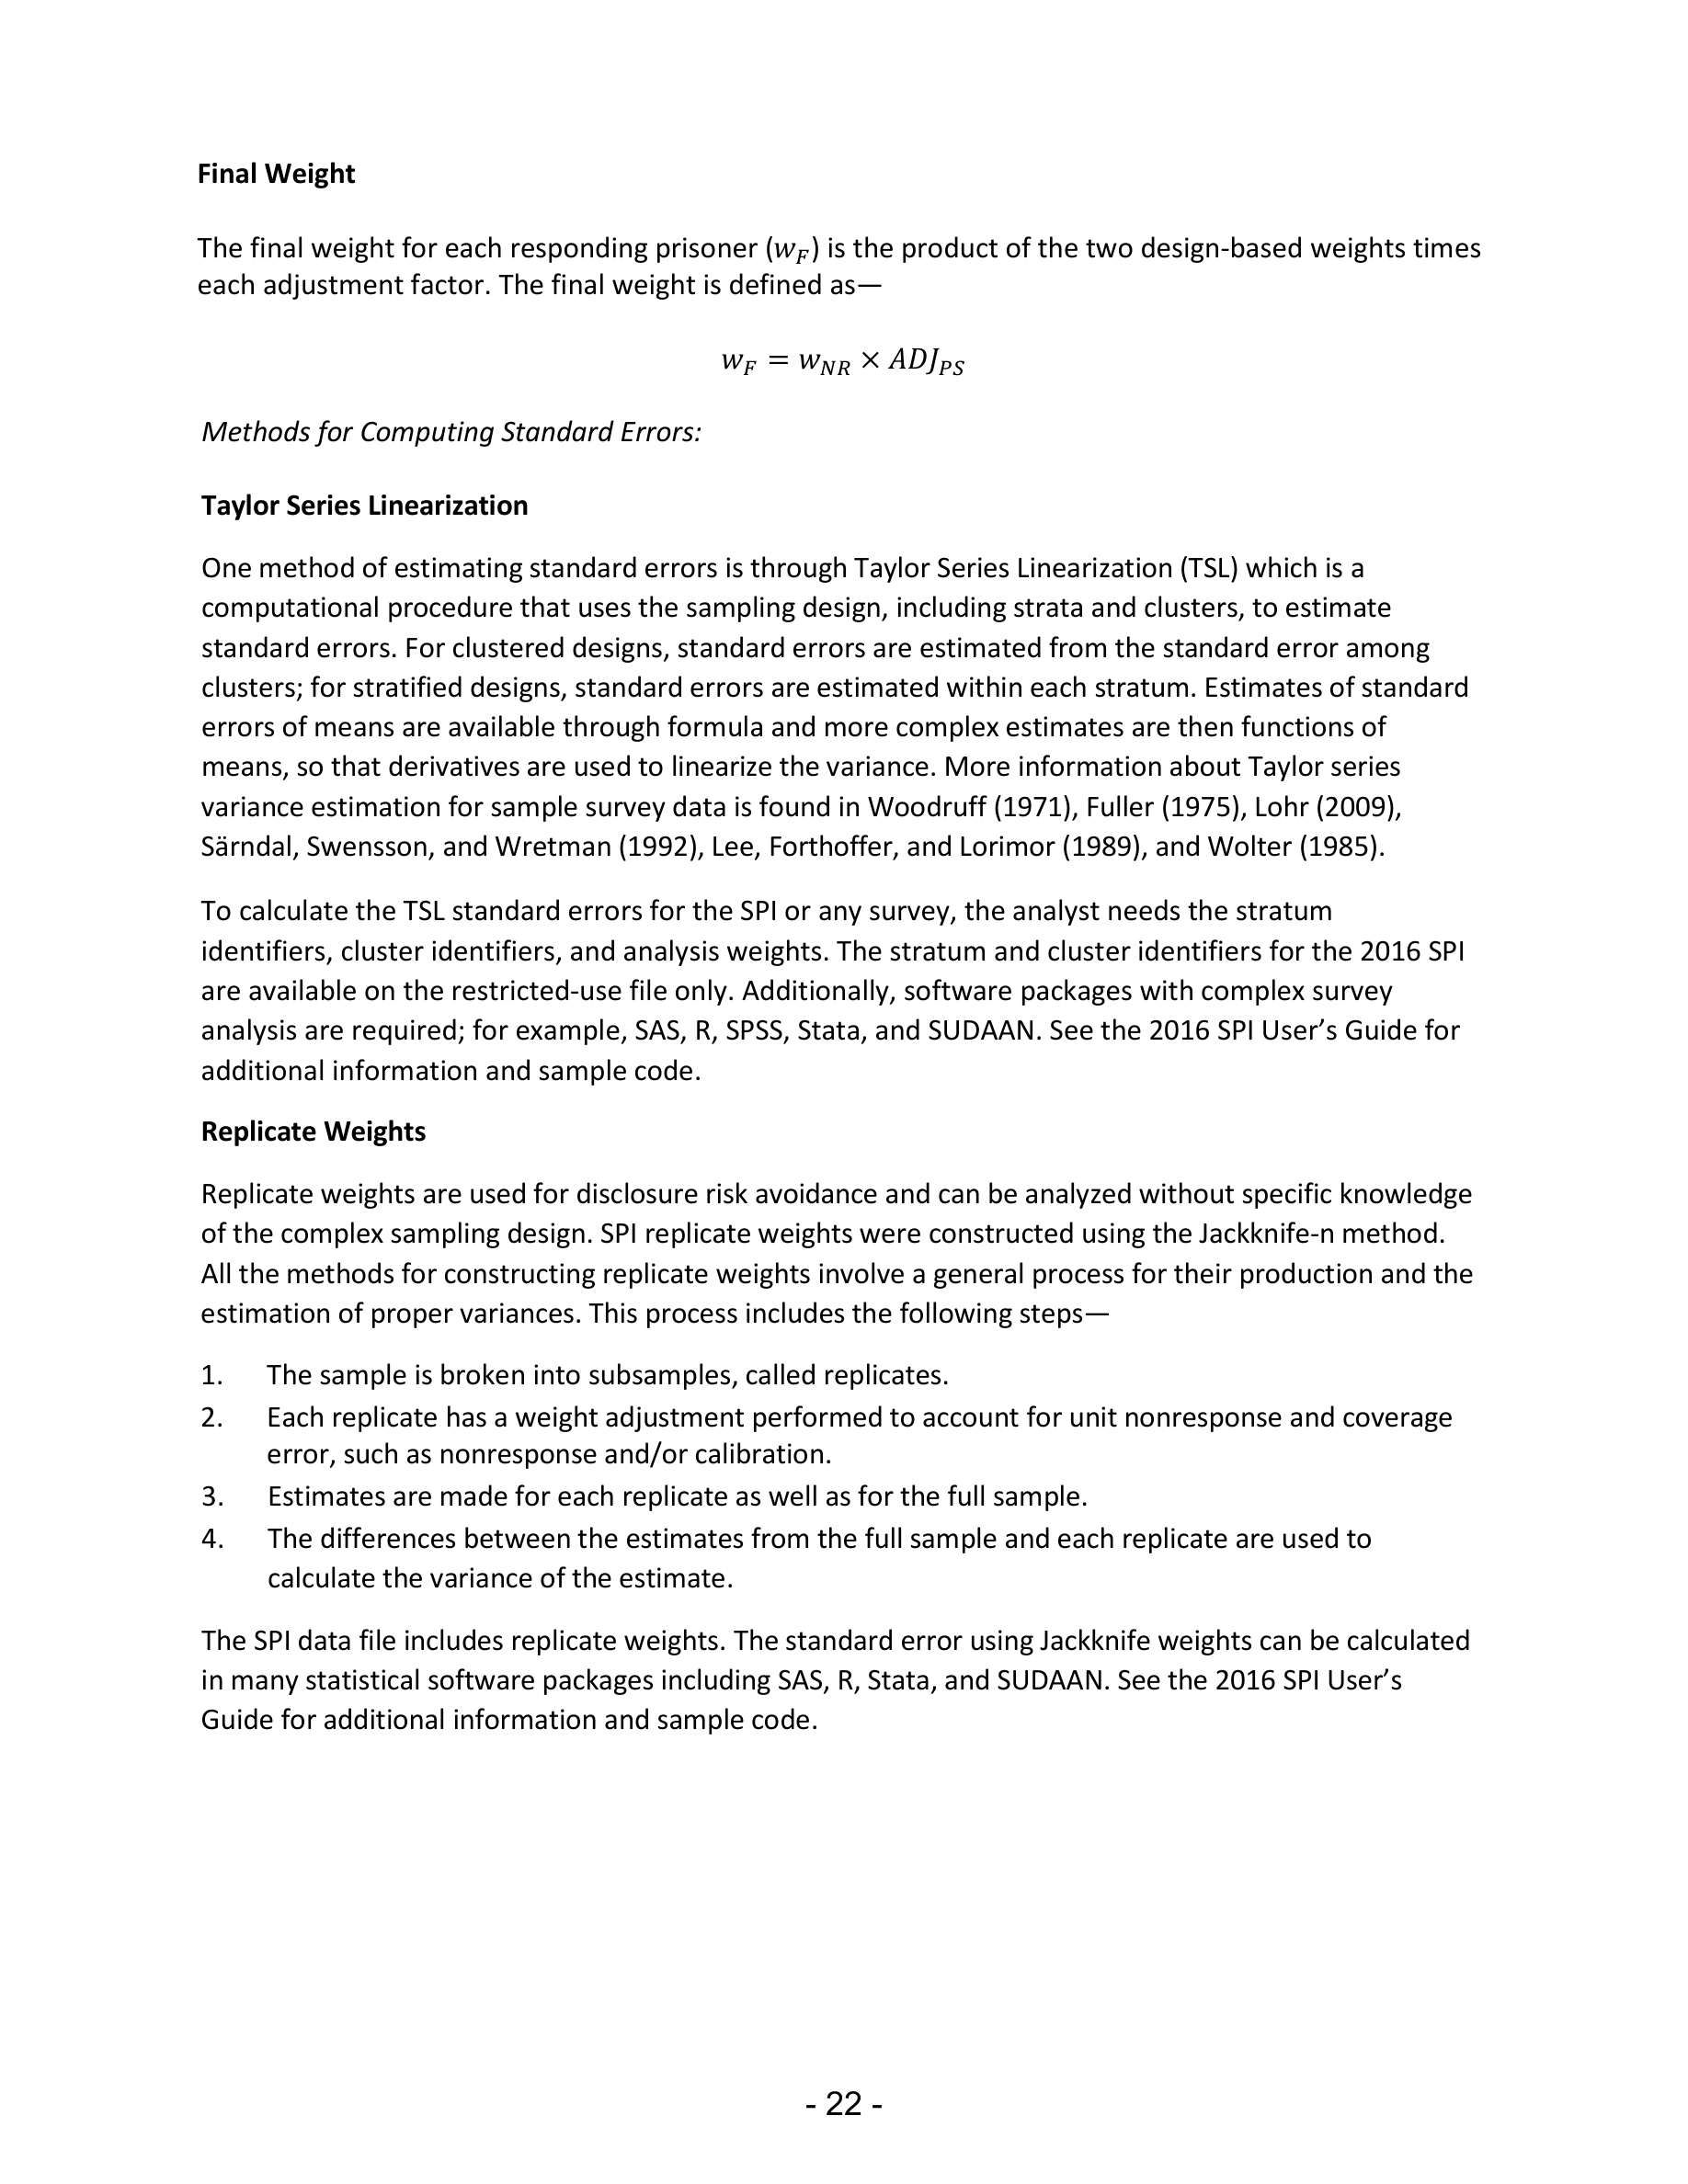 Final Weight
The final weight for each responding prisoner (𝑤𝐹) is the product of the two design-based weights times
each adjustment factor. The final weight is defined as—
𝑤𝐹 = 𝑤𝑁𝑅 × 𝐴𝐷𝐽𝑃𝑆
Methods for Computing Standard Errors:
Taylor Series Linearization
One method of estimating standard errors is through Taylor Series Linearization (TSL) which is a
computational procedure that uses the sampling design, including strata and clusters, to estimate
standard errors. For clustered designs, standard errors are estimated from the standard error among
clusters; for stratified designs, standard errors are estimated within each stratum. Estimates of standard
errors of means are available through formula and more complex estimates are then functions of
means, so that derivatives are used to linearize the variance. More information about Taylor series
variance estimation for sample survey data is found in Woodruff (1971), Fuller (1975), Lohr (2009),
Särndal, Swensson, and Wretman (1992), Lee, Forthoffer, and Lorimor (1989), and Wolter (1985).
To calculate the TSL standard errors for the SPI or any survey, the analyst needs the stratum
identifiers, cluster identifiers, and analysis weights. The stratum and cluster identifiers for the 2016 SPI
are available on the restricted-use file only. Additionally, software packages with complex survey
analysis are required; for example, SAS, R, SPSS, Stata, and SUDAAN. See the 2016 SPI User’s Guide for
additional information and sample code.
Replicate Weights
Replicate weights are used for disclosure risk avoidance and can be analyzed without specific knowledge
of the complex sampling design. SPI replicate weights were constructed using the Jackknife-n method.
All the methods for constructing replicate weights involve a general process for their production and the
estimation of proper variances. This process includes the following steps—
1. The sample is broken into subsamples, called replicates.
2. Each replicate has a weight adjustment performed to account for unit nonresponse and coverage
error, such as nonresponse and/or calibration.
3. Estimates are made for each replicate as well as for the full sample.
4. The differences between the estimates from the full sample and each replicate are used to
calculate the variance of the estimate.
The SPI data file includes replicate weights. The standard error using Jackknife weights can be calculated
in many statistical software packages including SAS, R, Stata, and SUDAAN. See the 2016 SPI User’s
Guide for additional information and sample code.
- 22 -